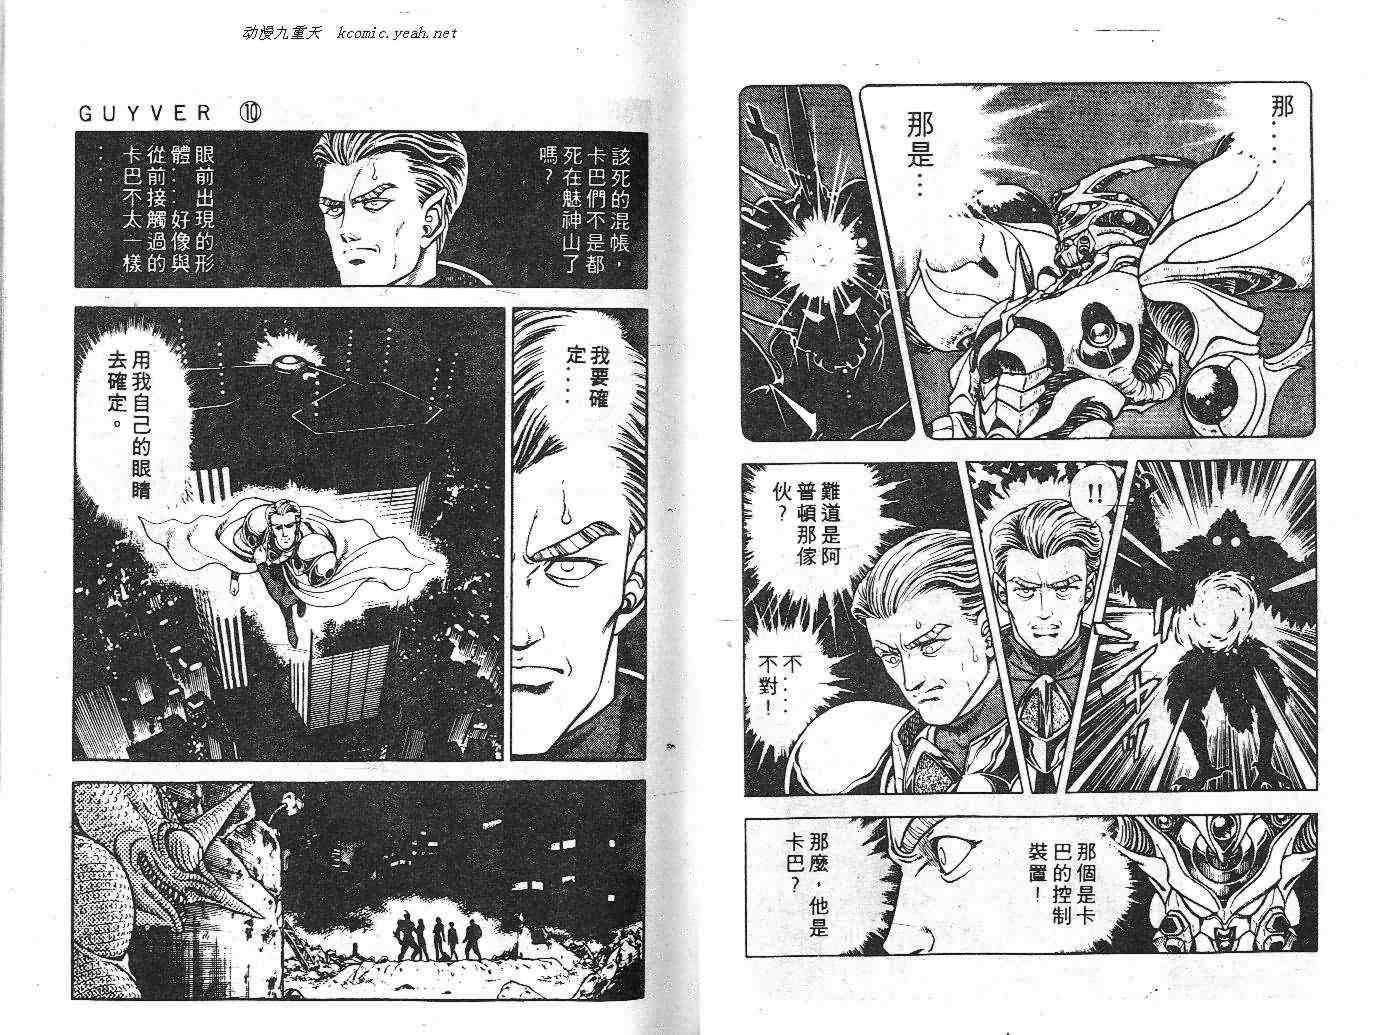 动漫九重天 kcomic.yeah.net
GUYVER ⑩
那……
那是…
!!
難道是阿
普頓那傢
伙？
不……
不對！
那個是卡
巴的控制
裝置！
那麼，他是
卡巴？
該死的混帳，
卡巴們不是都
死在魅神山了
嗎？
眼前出現的形
體……好像與
從前接觸過的
卡巴不太一樣
……
我要確
定……
用我自己的眼睛
去確定。